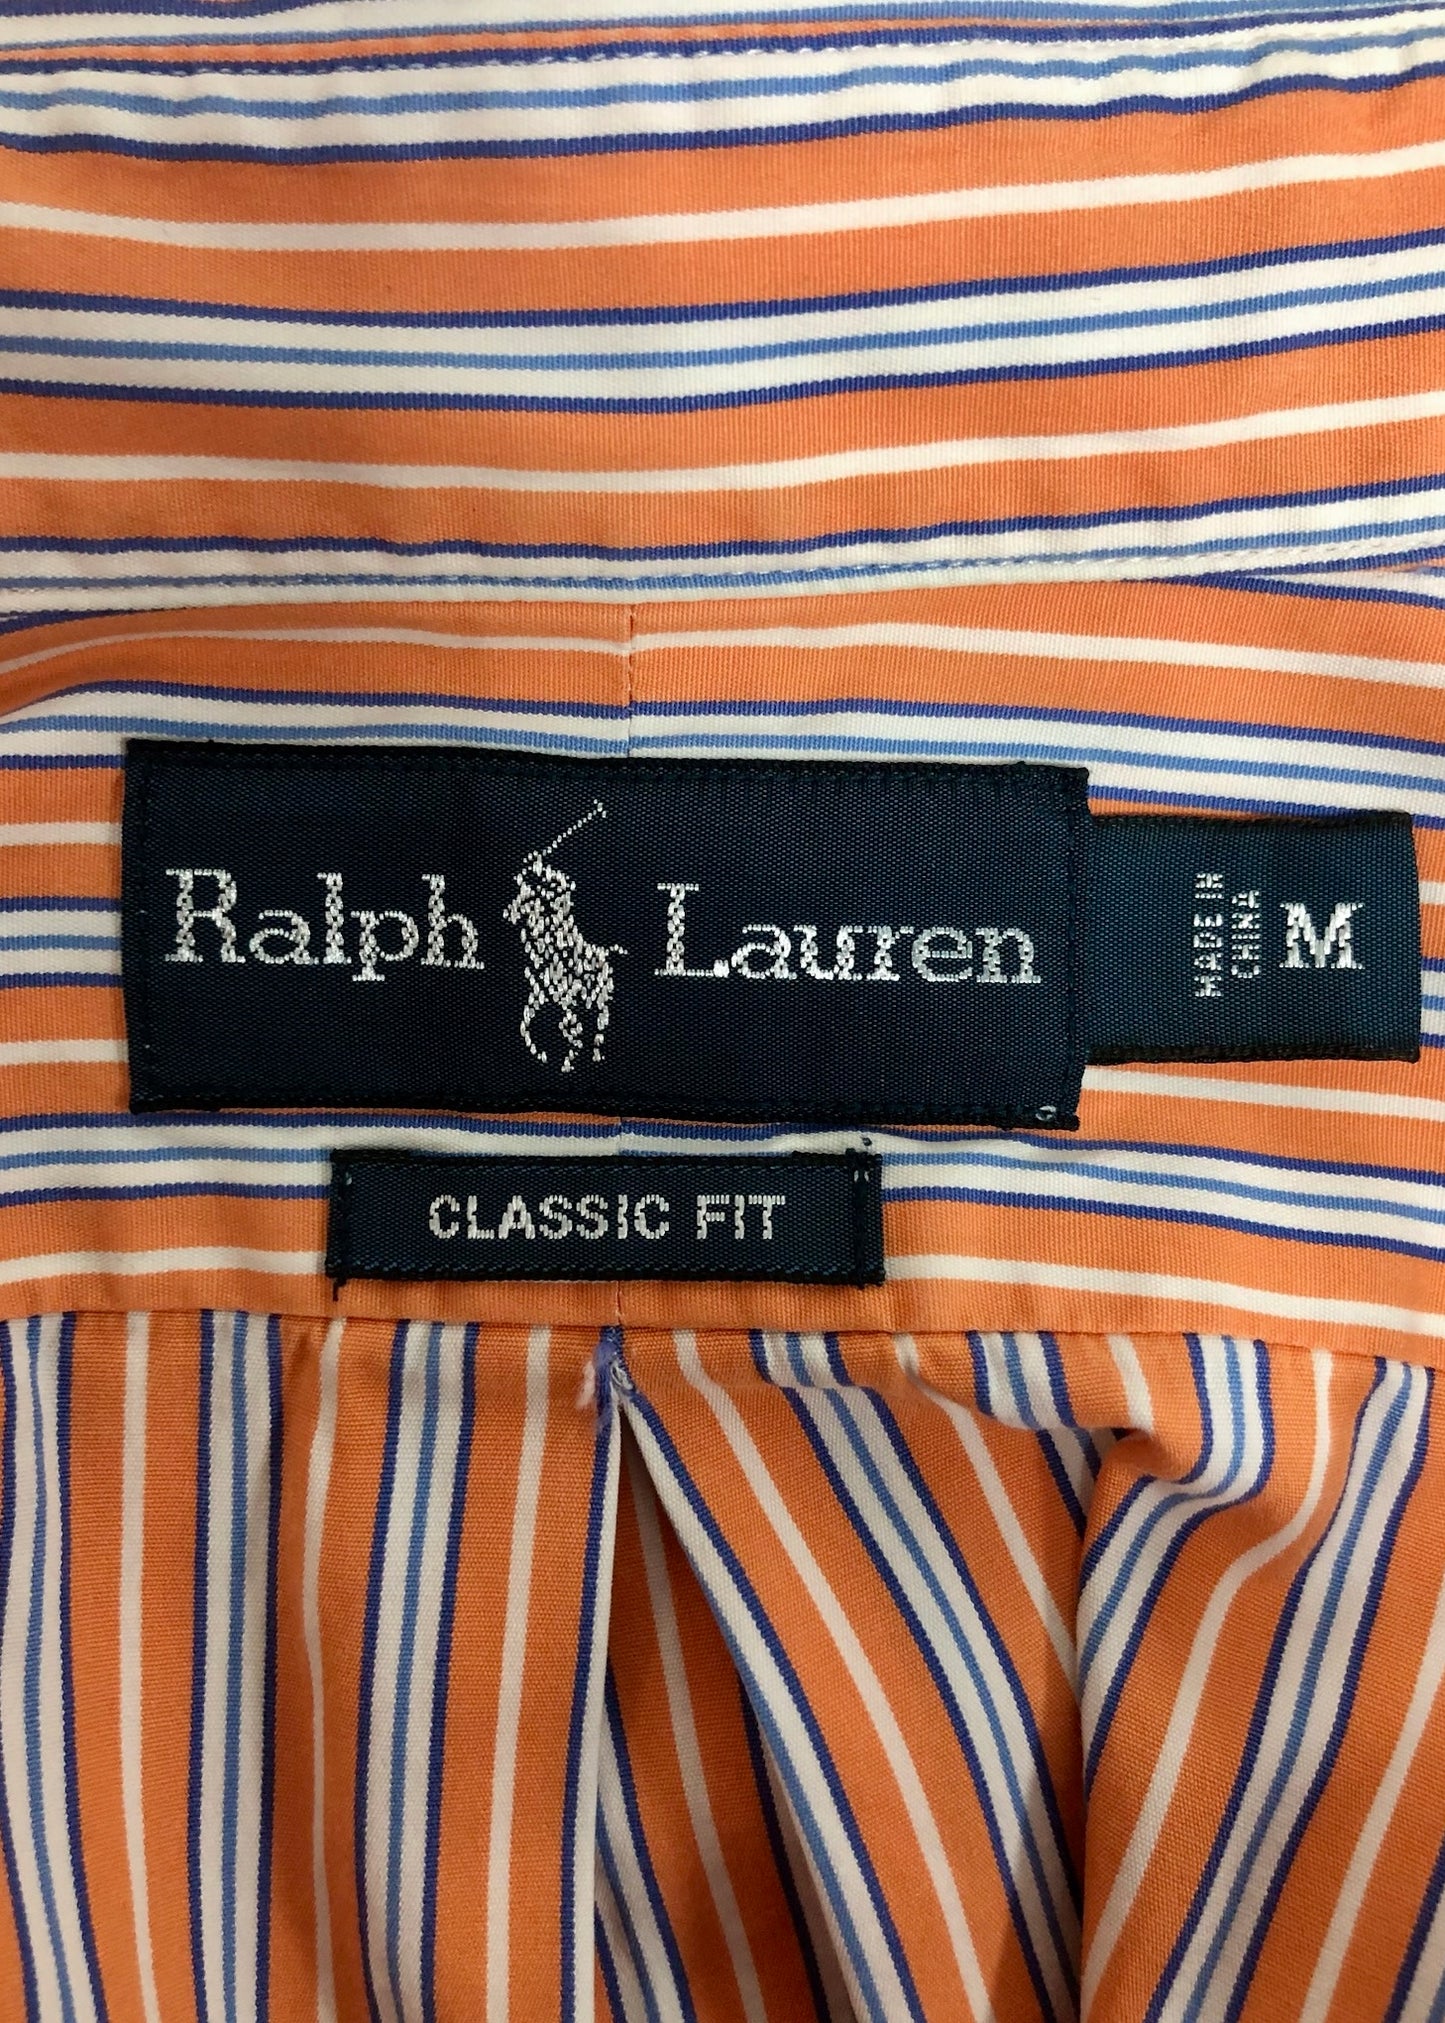 Ralph Lauren
MADE IN
CHINA
M
CLASSIC FIT